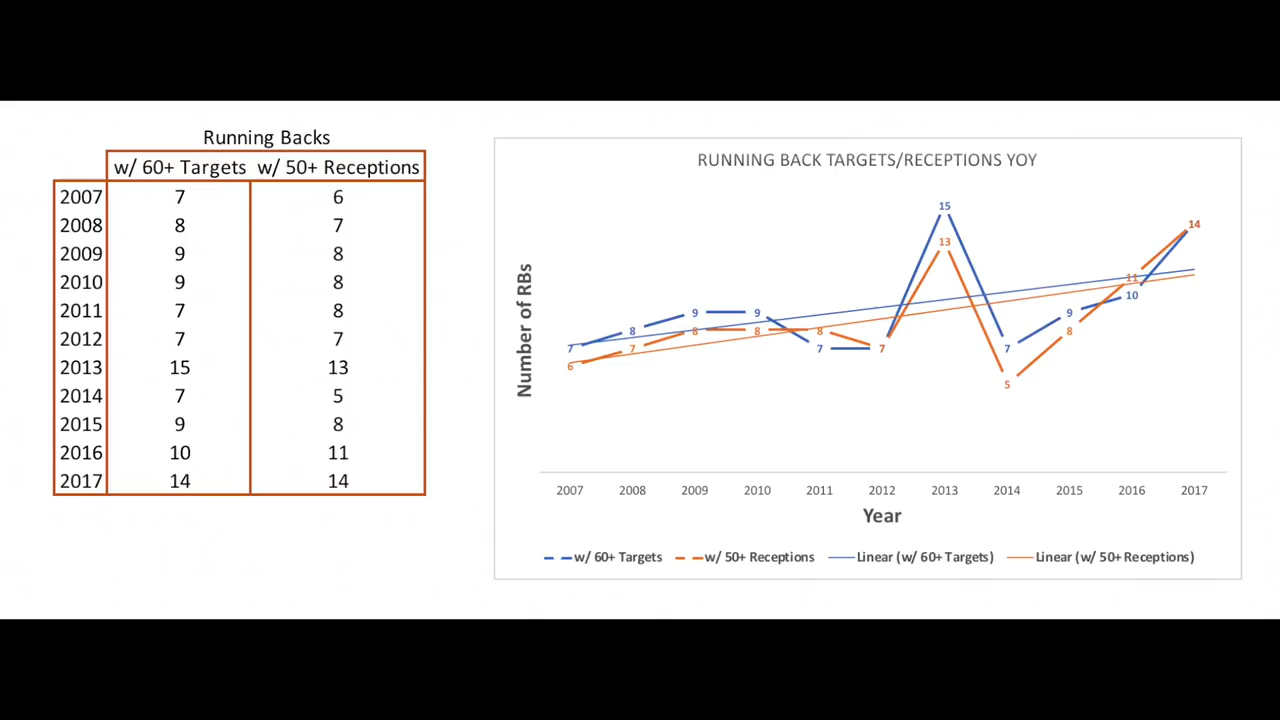 Running Backs
w/ 60+ Targets w/ 50+ Receptions
2007 7 6
2008 8 7
2009 9 8
2010 9 8
2011 7 8
2012 7 7
2013 15 13
2014 7 5
2015 9 8
2016 10 11
2017 14 14
RUNNING BACK TARGETS/RECEPTIONS YOY
Number of RBs
15
13
14
11
10
9 9
8
9
8
8 8 8
7
7
7 7
7
6
5
2007 2008 2009 2010 2011 2012 2013 2014 2015 2016 2017
Year
w/ 60+ Targets w/ 50+ Receptions Linear (w/ 60+ Targets) Linear (w/ 50+ Receptions)